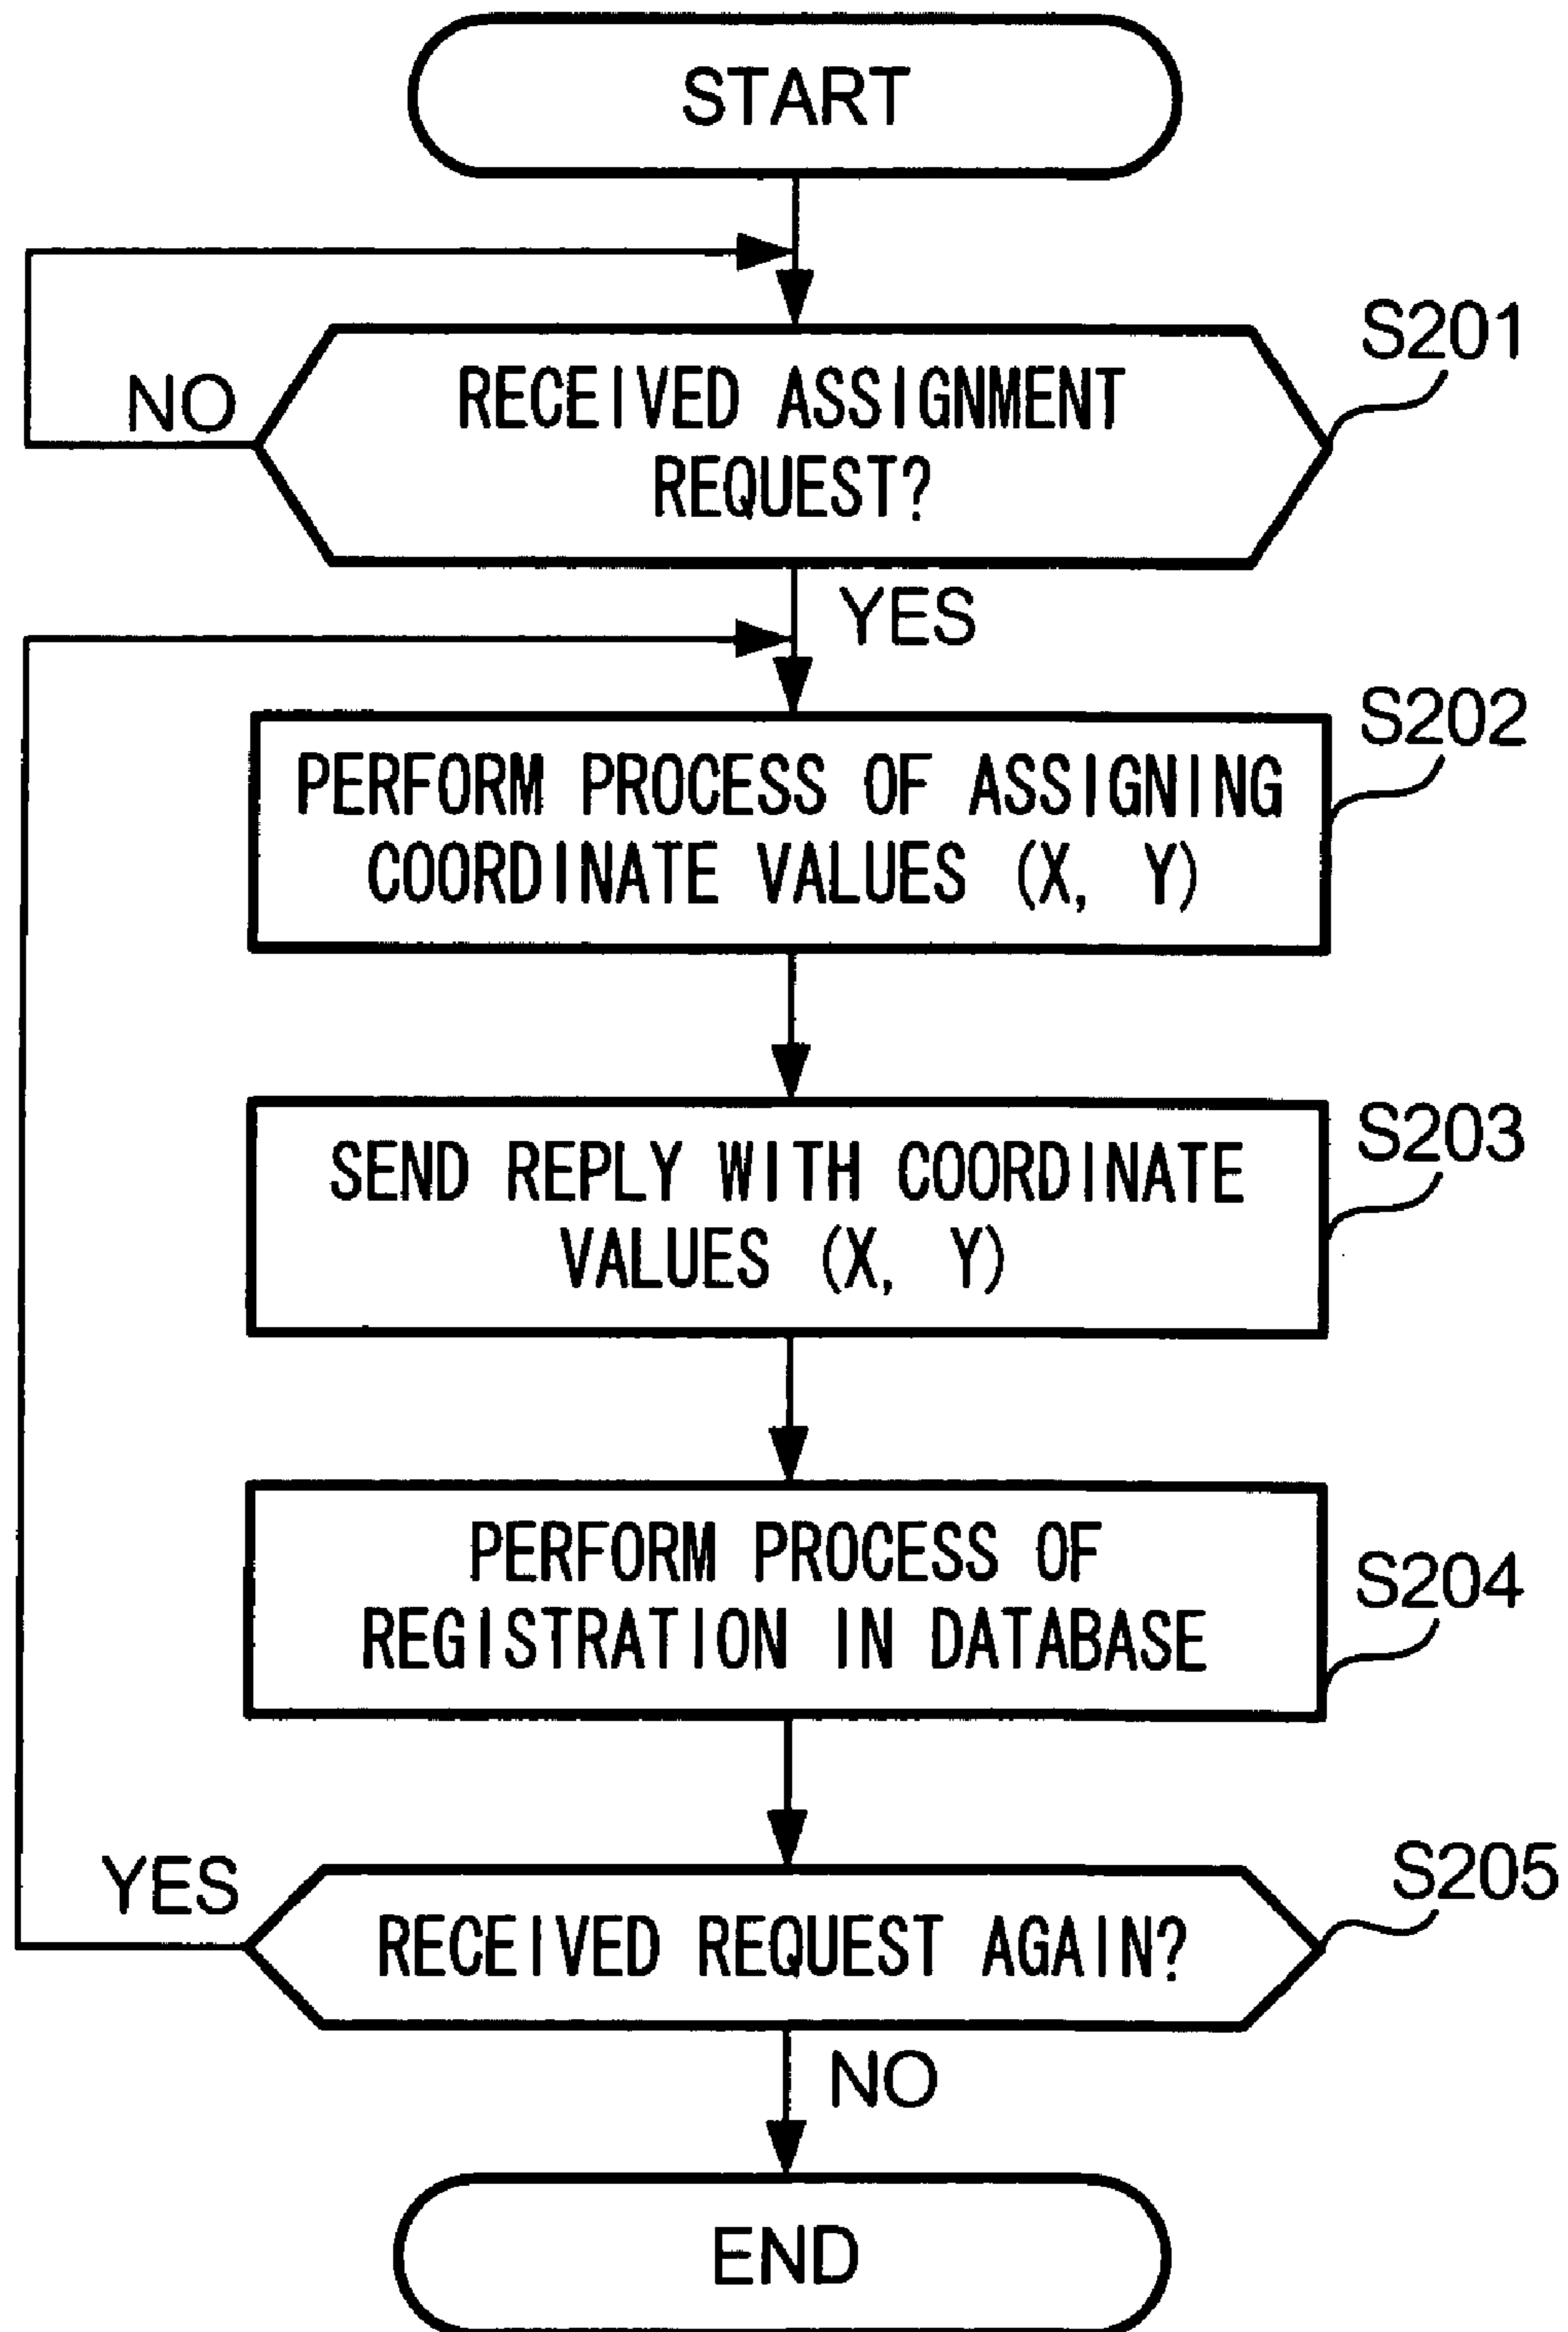 START
S201
NO
RECEIVED ASSIGNMENT
REQUEST?
YES
S202
PERFORM PROCESS OF ASSIGNING
COORDINATE VALUES (X, Y)
S203
SEND REPLY WITH COORDINATE
VALUES (X, Y)
PERFORM PROCESS OF
S204
REGISTRATION IN DATABASE
YES
S205
RECEIVED REQUEST AGAIN?
NO
END